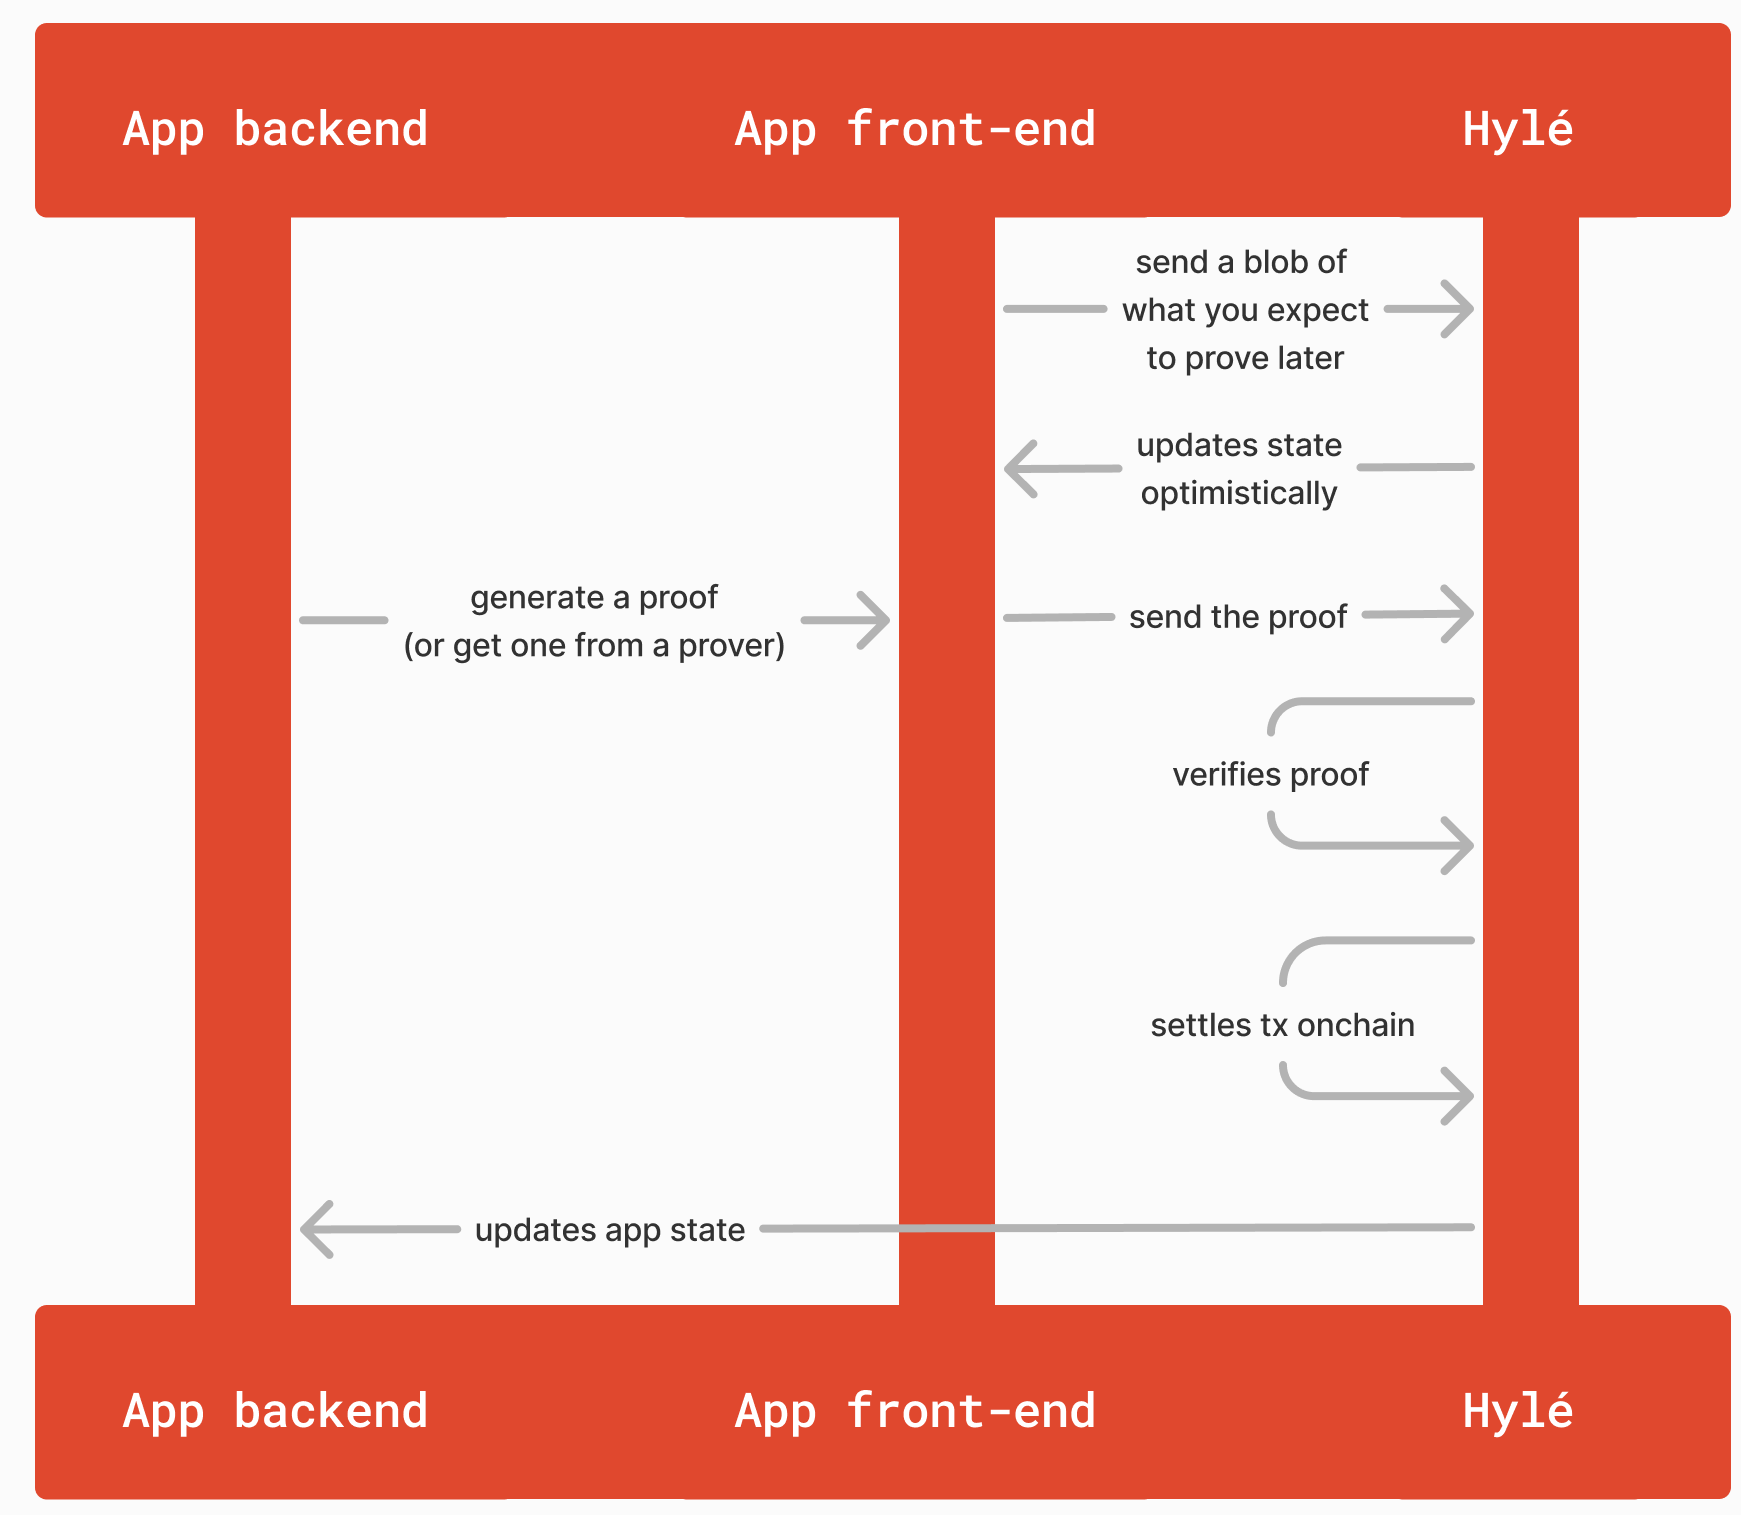 App backend
App front-end
Hylé
send a blob of
what you expect
to prove later
updates state
optimistically
generate a proof
(or get one from a prover)
send the proof
verifies proof
settles tx onchain
updates app state
App backend
App front-end
Hylé